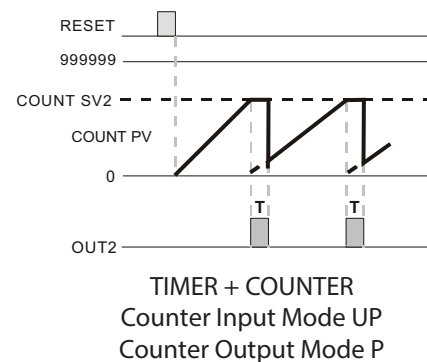 RESET
999999
COUNT SV2
COUNT PV
0
T T
OUT2
TIMER + COUNTER
Counter Input Mode UP
Counter Output Mode P